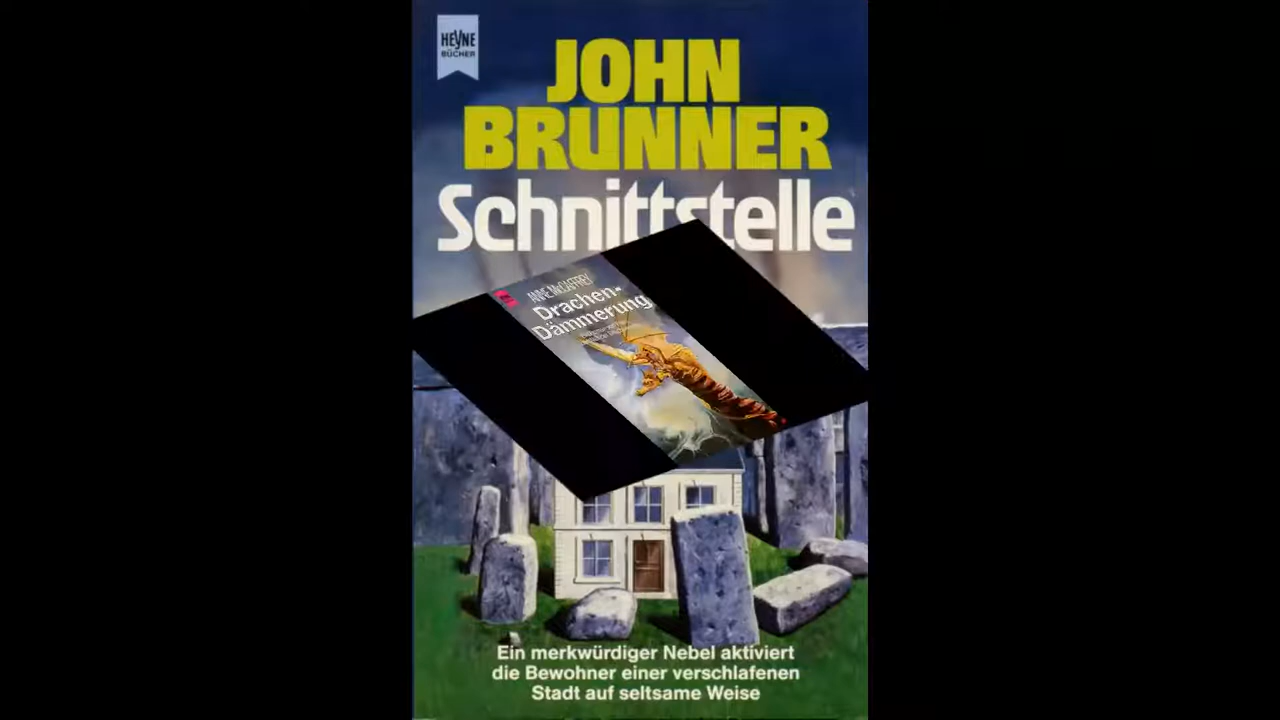 HEYNE
BÜCHER
JOHN
BRUNNER
Schnittstelle
ANNE McCAFFREY
Drachen-
Dämmerung
Ein merkwürdiger Nebel aktiviert
die Bewohner einer verschlafenen
Stadt auf seltsame Weise